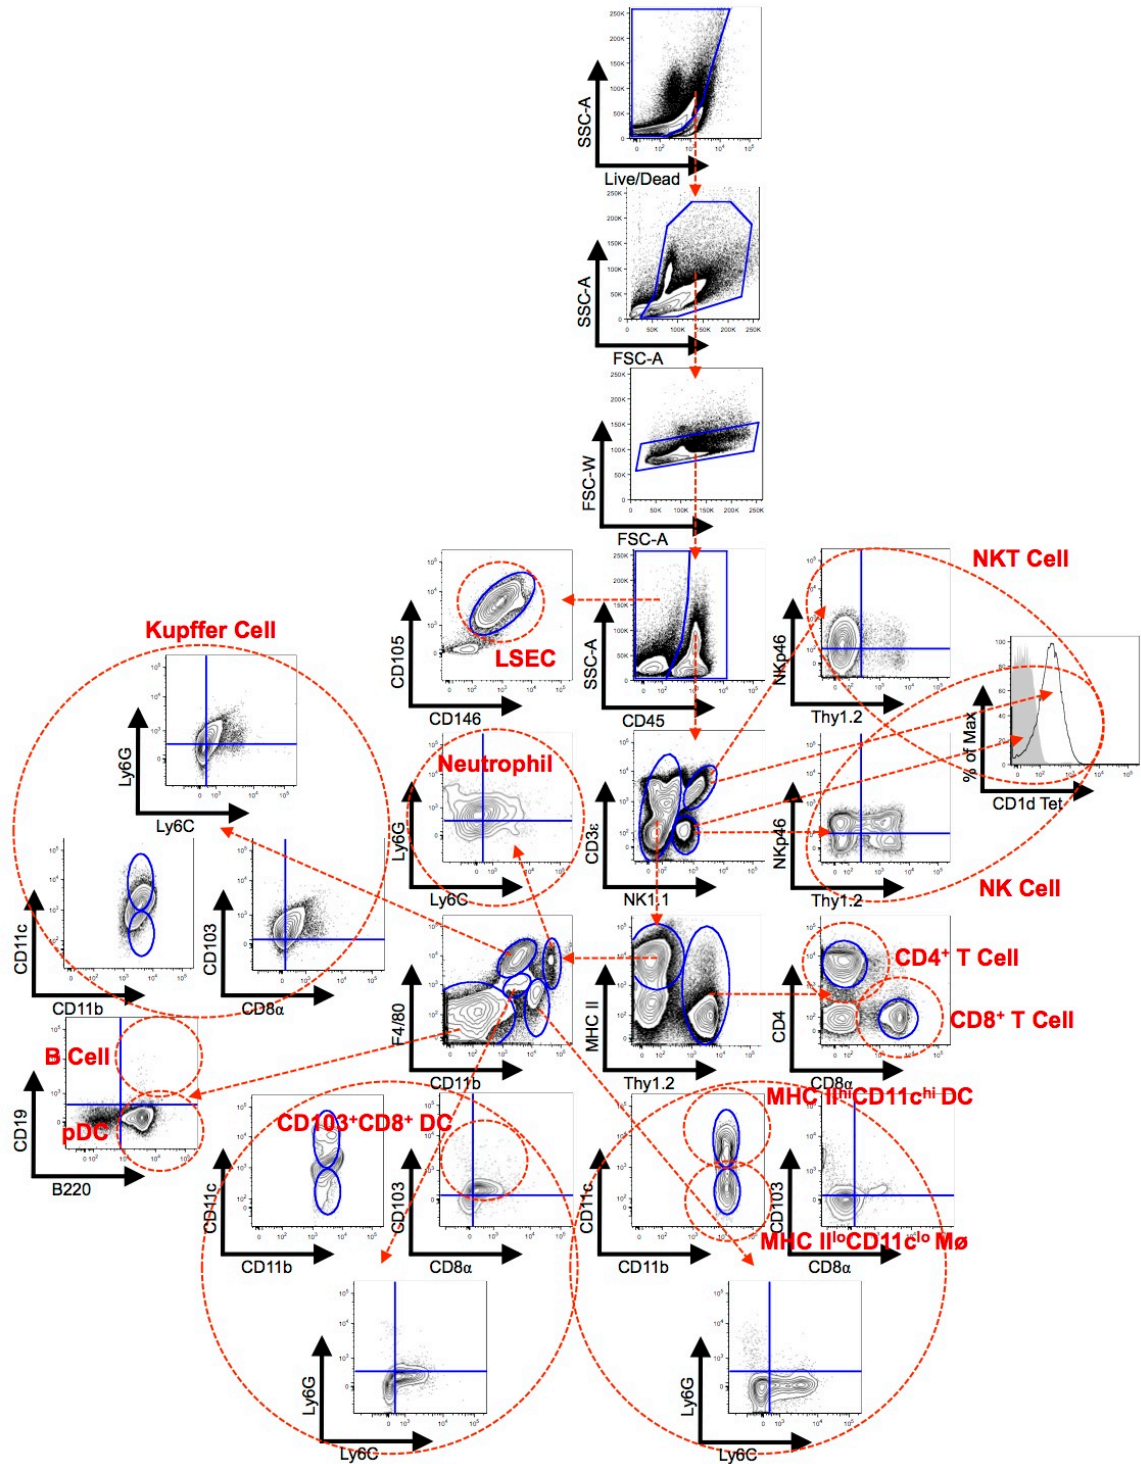 SSC-A
Live/Dead
SSC-A
FSC-A
FSC-W
FSC-A
CD105
CD146
LSEC
SSC-A
CD45
NKp46
Thy1.2
NKT Cell
% of Max
CD1d Tet
Kupffer Cell
Ly6G
Ly6C
Neutrophil
Ly6G
Ly6C
CD3ε
NK1.1
NKp46
Thy1.2
NK Cell
CD11c
CD11b
CD103
CD8α
F4/80
CD11b
MHC II
Thy1.2
CD4
CD8α
CD4⁺ T Cell
CD8⁺ T Cell
B Cell
pDC
CD19
B220
CD103⁺CD8⁺ DC
CD11c
CD11b
CD103
CD8α
MHC IIʰⁱCD11cʰⁱ DC
MHC IIˡᵒCD11cˡᵒ Mø
CD11c
CD11b
CD103
CD8α
Ly6G
Ly6C
Ly6G
Ly6C